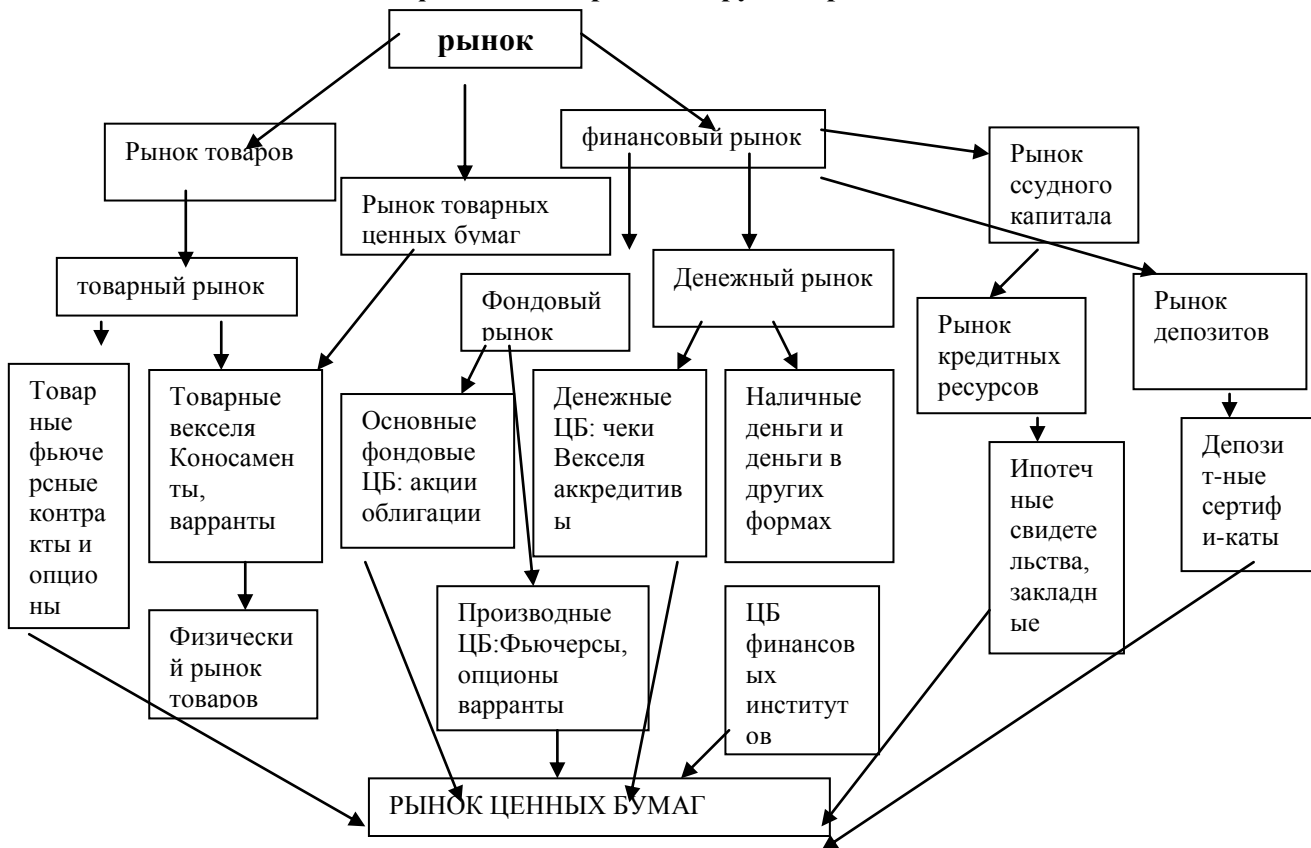 рынок
Рынок товаров
финансовый рынок
Рынок
ссудного
капитала
Рынок товарных
ценных бумаг
товарный рынок
Фондовый
рынок
Денежный рынок
Рынок
кредитных
ресурсов
Рынок
депозитов
Товар
ные
фьюче
рсные
контра
кты и
опцио
ны
Товарные
векселя
Коносамен
ты,
варранты
Основные
фондовые
ЦБ: акции
облигации
Денежные
ЦБ: чеки
Векселя
аккредитив
ы
Наличные
деньги и
деньги в
других
формах
Ипотеч
ные
свидете
льства,
закладн
ые
Депози
т-ные
сертиф
и-каты
Физически
й рынок
товаров
Производные
ЦБ:Фьючерсы,
опционы
варранты
ЦБ
финансов
ых
институт
ов
РЫНОК ЦЕННЫХ БУМАГ